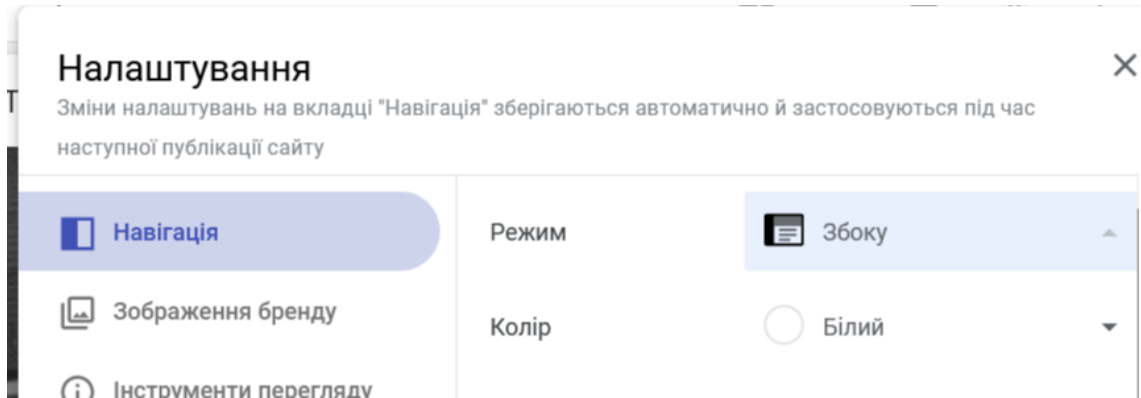 Налаштування
Зміни налаштувань на вкладці "Навігація" зберігаються автоматично й застосовуються під час
наступної публікації сайту
Навігація
Режим
Збоку
Зображення бренду
Колір
Білий
Інструменти перегляду